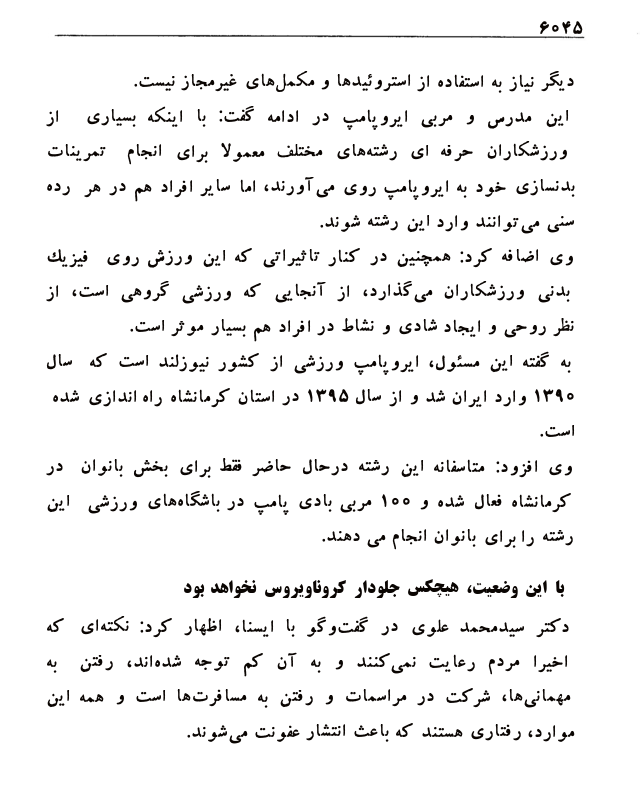 ۶۰۴۵
دیگر نیاز به استفاده از استروئیدها و مکمل‌های غیرمجاز نیست.
این مدرس و مربی ایروپامپ در ادامه گفت: با اینکه بسیاری از
ورزشکاران حرفه ای رشته‌های مختلف معمولا برای انجام تمرینات
بدنسازی خود به ایروپامپ روی می‌آورند، اما سایر افراد هم در هر رده
سنی می‌توانند وارد این رشته شوند.
وی اضافه کرد: همچنین در کنار تاثیراتی که این ورزش روی فیزیك
بدنی ورزشکاران می‌گذارد، از آنجایی که ورزشی گروهی است، از
نظر روحی و ایجاد شادی و نشاط در افراد هم بسیار موثر است.
به گفته این مسئول، ایروپامپ ورزشی از کشور نیوزلند است که سال
۱۳۹۰ وارد ایران شد و از سال ۱۳۹۵ در استان کرمانشاه راه اندازی شده
است.
وی افزود: متاسفانه این رشته درحال حاضر فقط برای بخش بانوان در
کرمانشاه فعال شده و ۱۰۰ مربی بادی پامپ در باشگاه‌های ورزشی این
رشته را برای بانوان انجام می دهند.
با این وضعیت، هیچکس جلودار کروناویروس نخواهد بود
دکتر سیدمحمد علوی در گفت‌وگو با ایسنا، اظهار کرد: نکته‌ای که
اخیرا مردم رعایت نمی‌کنند و به آن کم توجه شده‌اند، رفتن به
مهمانی‌ها، شرکت در مراسمات و رفتن به مسافرت‌ها است و همه این
موارد، رفتاری هستند که باعث انتشار عفونت می‌شوند.